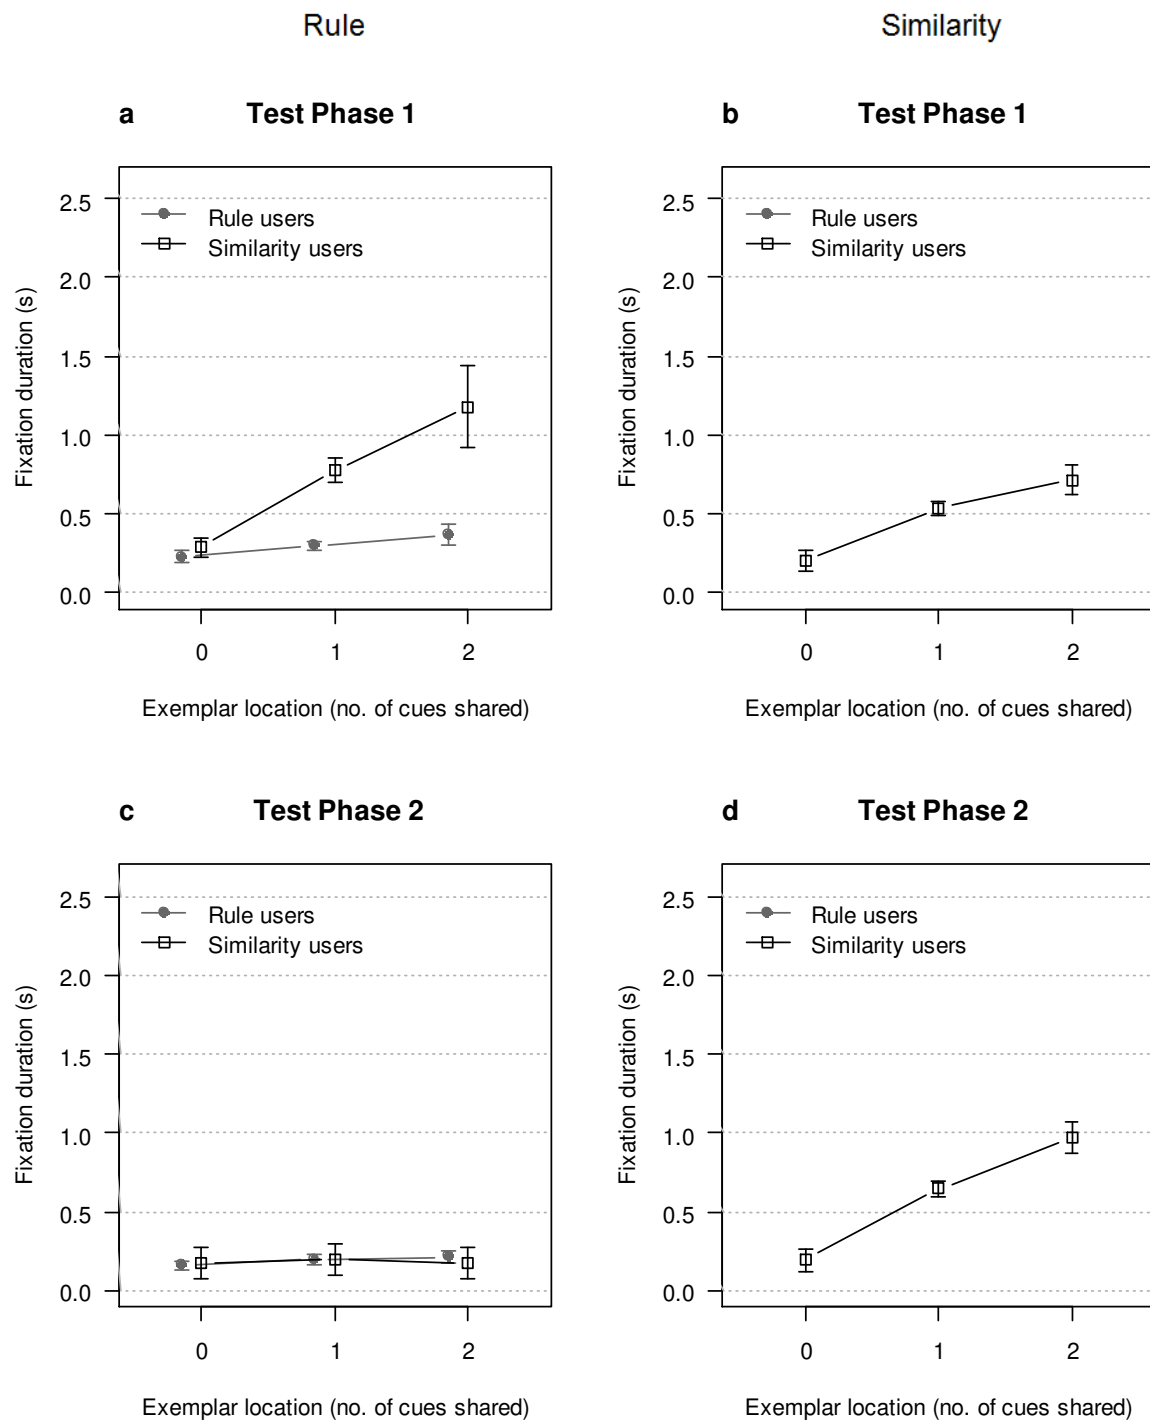 Rule
Similarity
a Test Phase 1
2.5
2.0
1.5
1.0
0.5
0.0
Rule users
Similarity users
Fixation duration (s)
0 1 2
Exemplar location (no. of cues shared)
b Test Phase 1
2.5
2.0
1.5
1.0
0.5
0.0
Rule users
Similarity users
Fixation duration (s)
0 1 2
Exemplar location (no. of cues shared)
c Test Phase 2
2.5
2.0
1.5
1.0
0.5
0.0
Rule users
Similarity users
Fixation duration (s)
0 1 2
Exemplar location (no. of cues shared)
d Test Phase 2
2.5
2.0
1.5
1.0
0.5
0.0
Rule users
Similarity users
Fixation duration (s)
0 1 2
Exemplar location (no. of cues shared)